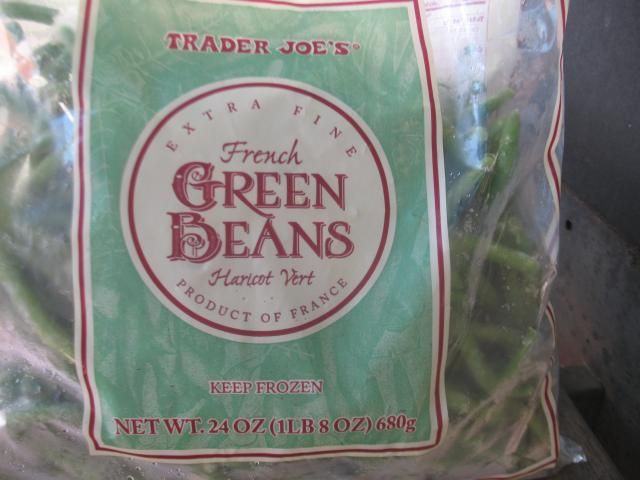 TRADER JOE'S®
EXTRA FINE
French
GREEN
BEANS
Haricot Vert
PRODUCT OF FRANCE
KEEP FROZEN
NET WT. 24 OZ (1LB 8 OZ) 680g